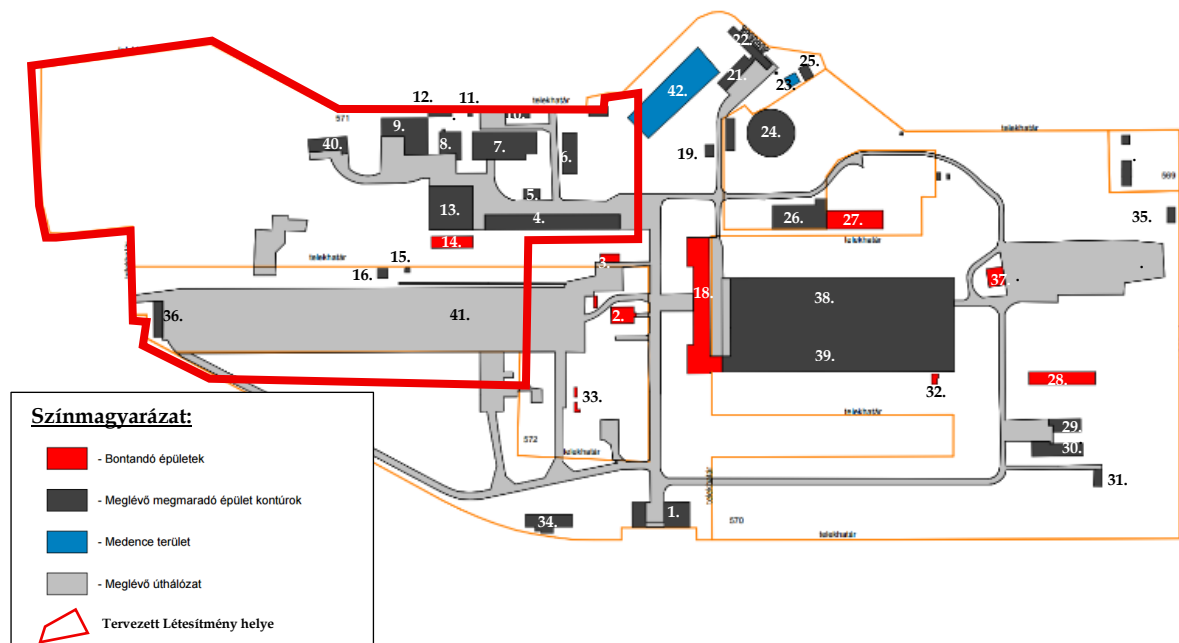 22.
25.
telekhatár
21.
23.
42.
12.
11.
telekhatár
571
9.
24.
telekhatár
40.
8.
7.
6.
19.
569
5.
13.
4.
26.
27.
35.
14.
telekhatár
telekhatár
3.
15.
16.
37.
18.
38.
36.
41.
2.
39.
28.
32.
33.
telekhatár
29.
572
30.
telekhatár
31.
telekhatár
34.
1.
570
telekhatár
Színmagyarázat:
- Bontandó épületek
- Meglévő megmaradó épület kontúrok
- Medence terület
- Meglévő úthálózat
Tervezett Létesítmény helye